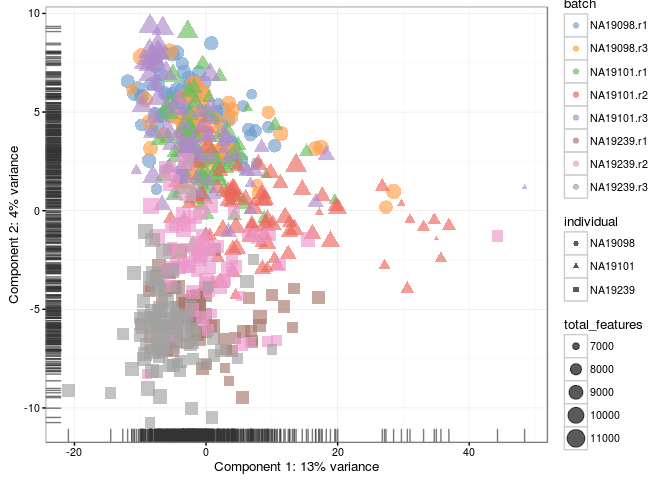 batch
NA19098.r1
NA19098.r3
NA19101.r1
NA19101.r2
NA19101.r3
NA19239.r1
NA19239.r2
NA19239.r3
individual
NA19098
NA19101
NA19239
total_features
7000
8000
9000
10000
11000
10
5
0
-5
-10
Component 2: 4% variance
-20
0
20
40
Component 1: 13% variance